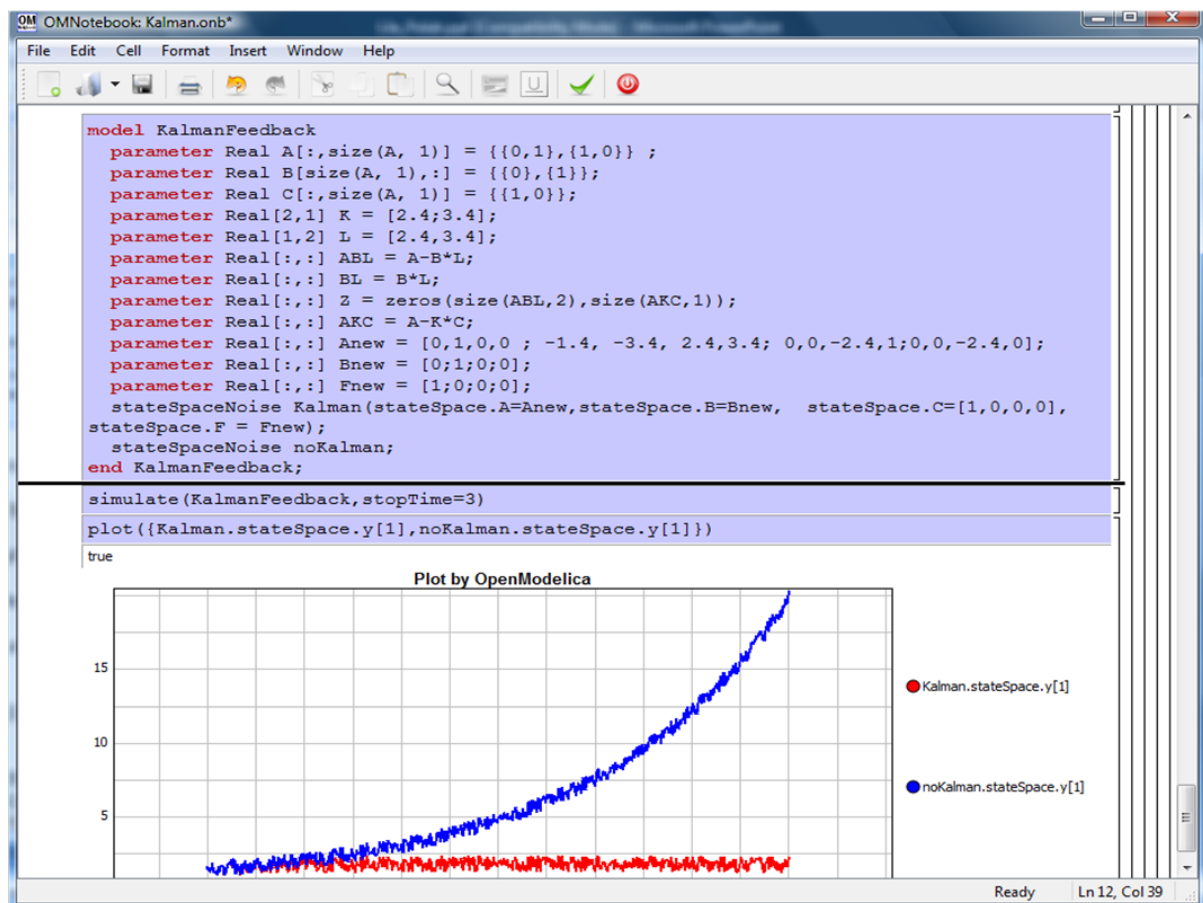 OMNotebook: Kalman.onb*
File Edit Cell Format Insert Window Help
model KalmanFeedback
parameter Real A[:,size(A, 1)] = {{0,1},{1,0}} ;
parameter Real B[size(A, 1),:] = {{0},{1}};
parameter Real C[:,size(A, 1)] = {{1,0}};
parameter Real[2,1] K = [2.4;3.4];
parameter Real[1,2] L = [2.4,3.4];
parameter Real[:,:] ABL = A-B*L;
parameter Real[:,:] BL = B*L;
parameter Real[:,:] Z = zeros(size(ABL,2),size(AKC,1));
parameter Real[:,:] AKC = A-K*C;
parameter Real[:,:] Anew = [0,1,0,0 ; -1.4, -3.4, 2.4,3.4; 0,0,-2.4,1;0,0,-2.4,0];
parameter Real[:,:] Bnew = [0;1;0;0];
parameter Real[:,:] Fnew = [1;0;0;0];
stateSpaceNoise Kalman(stateSpace.A=Anew,stateSpace.B=Bnew, stateSpace.C=[1,0,0,0],
stateSpace.F = Fnew);
stateSpaceNoise noKalman;
end KalmanFeedback;
simulate(KalmanFeedback,stopTime=3)
plot({Kalman.stateSpace.y[1],noKalman.stateSpace.y[1]})
true
Plot by OpenModelica
15
Kalman.stateSpace.y[1]
10
noKalman.stateSpace.y[1]
5
Ready Ln 12, Col 39